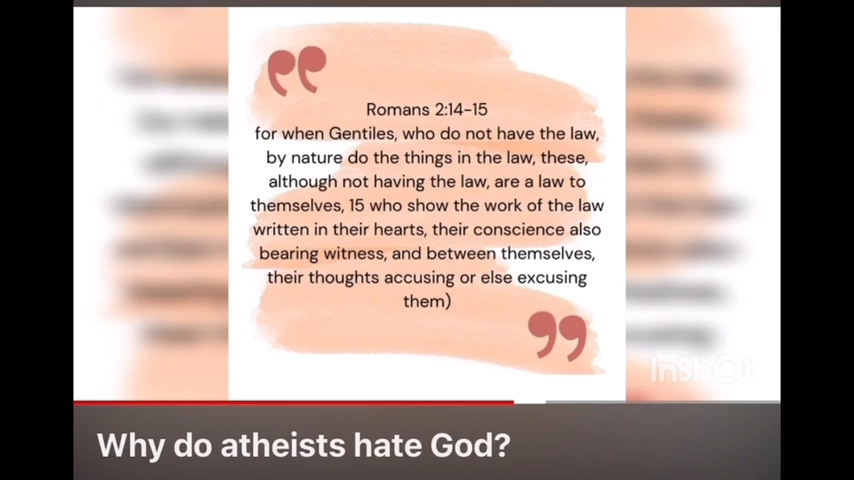 Romans 2:14-15
for when Gentiles, who do not have the law,
by nature do the things in the law, these,
although not having the law, are a law to
themselves, 15 who show the work of the law
written in their hearts, their conscience also
bearing witness, and between themselves,
their thoughts accusing or else excusing
them)
InShOt
Why do atheists hate God?